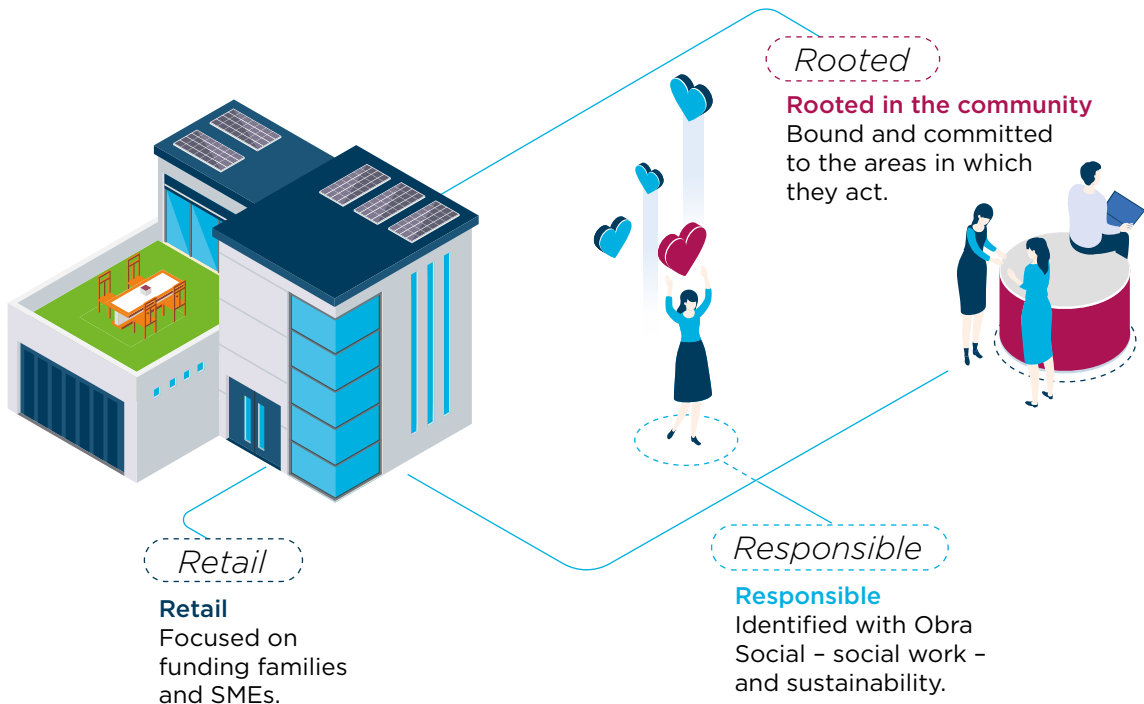 Rooted
Rooted in the community
Bound and committed
to the areas in which
they act.
Retail
Retail
Focused on
funding families
and SMEs.
Responsible
Responsible
Identified with Obra
Social – social work –
and sustainability.